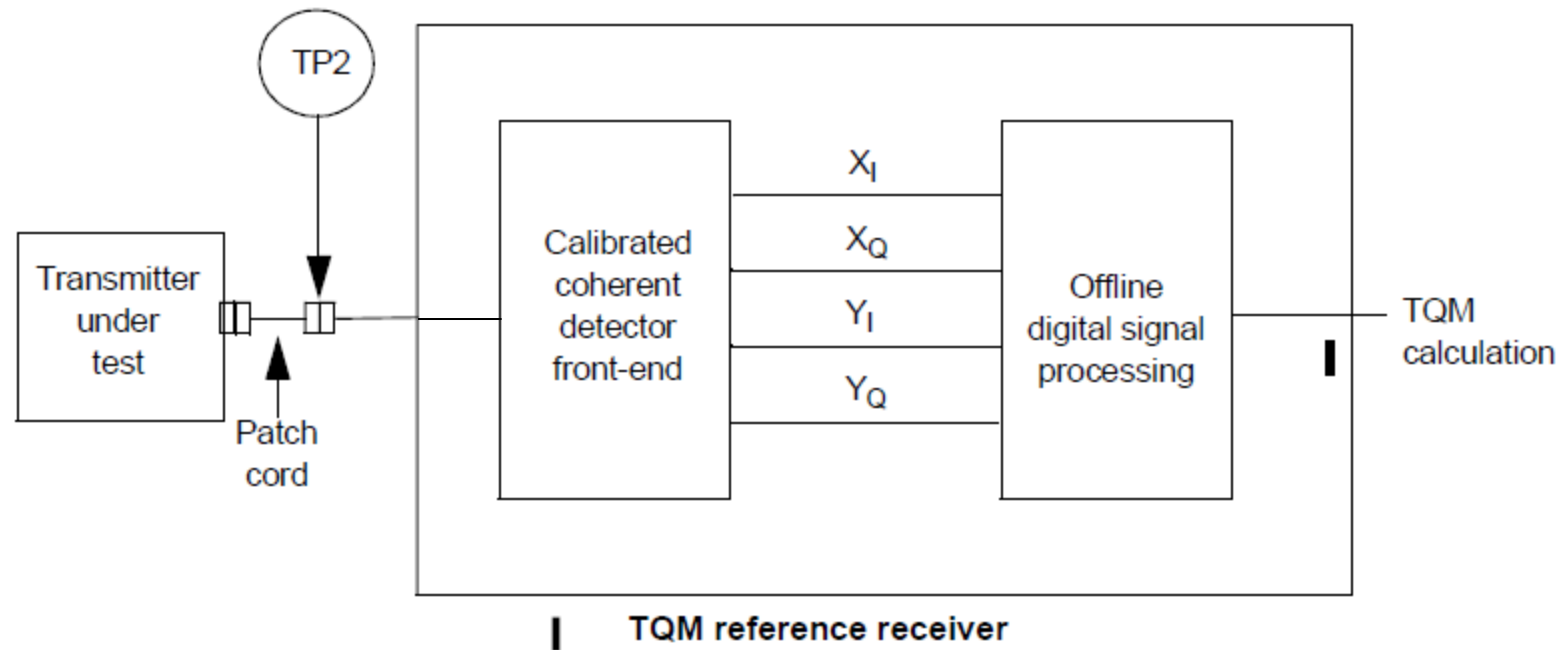 TP2
Transmitter
under
test
Patch
cord
Calibrated
coherent
detector
front-end
XI
XQ
YI
YQ
Offline
digital signal
processing
TQM
calculation
TQM reference receiver